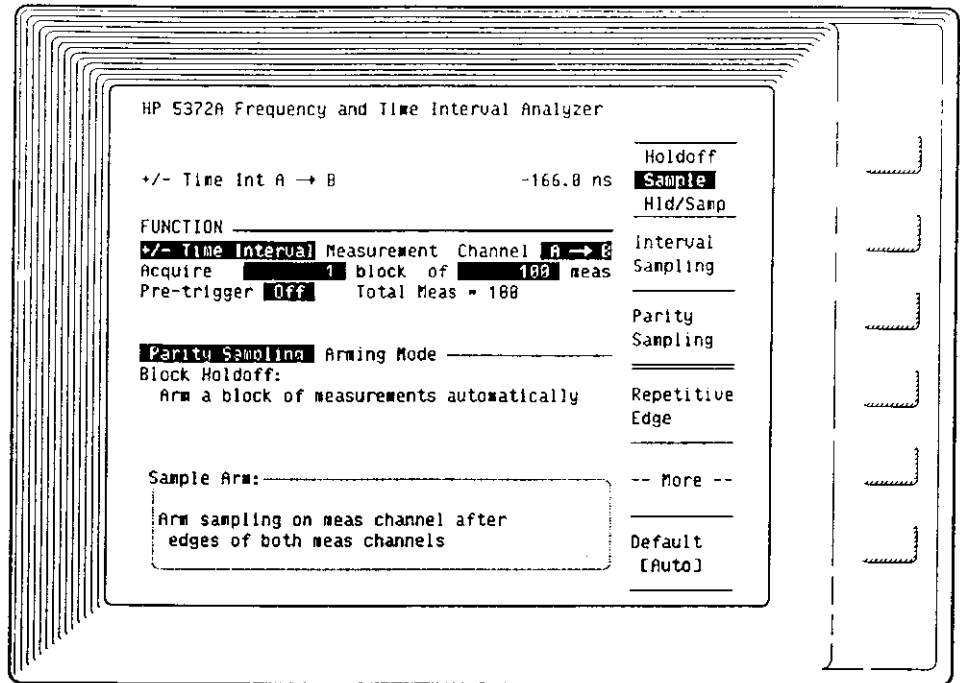 HP 5372A Frequency and Time Interval Analyzer
+/- Time Int A → B -166.0 ns
FUNCTION
+/- Time Interval Measurement Channel A → B
Acquire 1 block of 100 meas
Pre-trigger Off Total Meas = 100
Parity Sampling Arming Mode
Block Holdoff:
Arm a block of measurements automatically
Sample Arm:
Arm sampling on meas channel after
edges of both meas channels
Holdoff
Sample
Hld/Samp
Interval
Sampling
Parity
Sampling
Repetitive
Edge
-- More --
Default
[Auto]